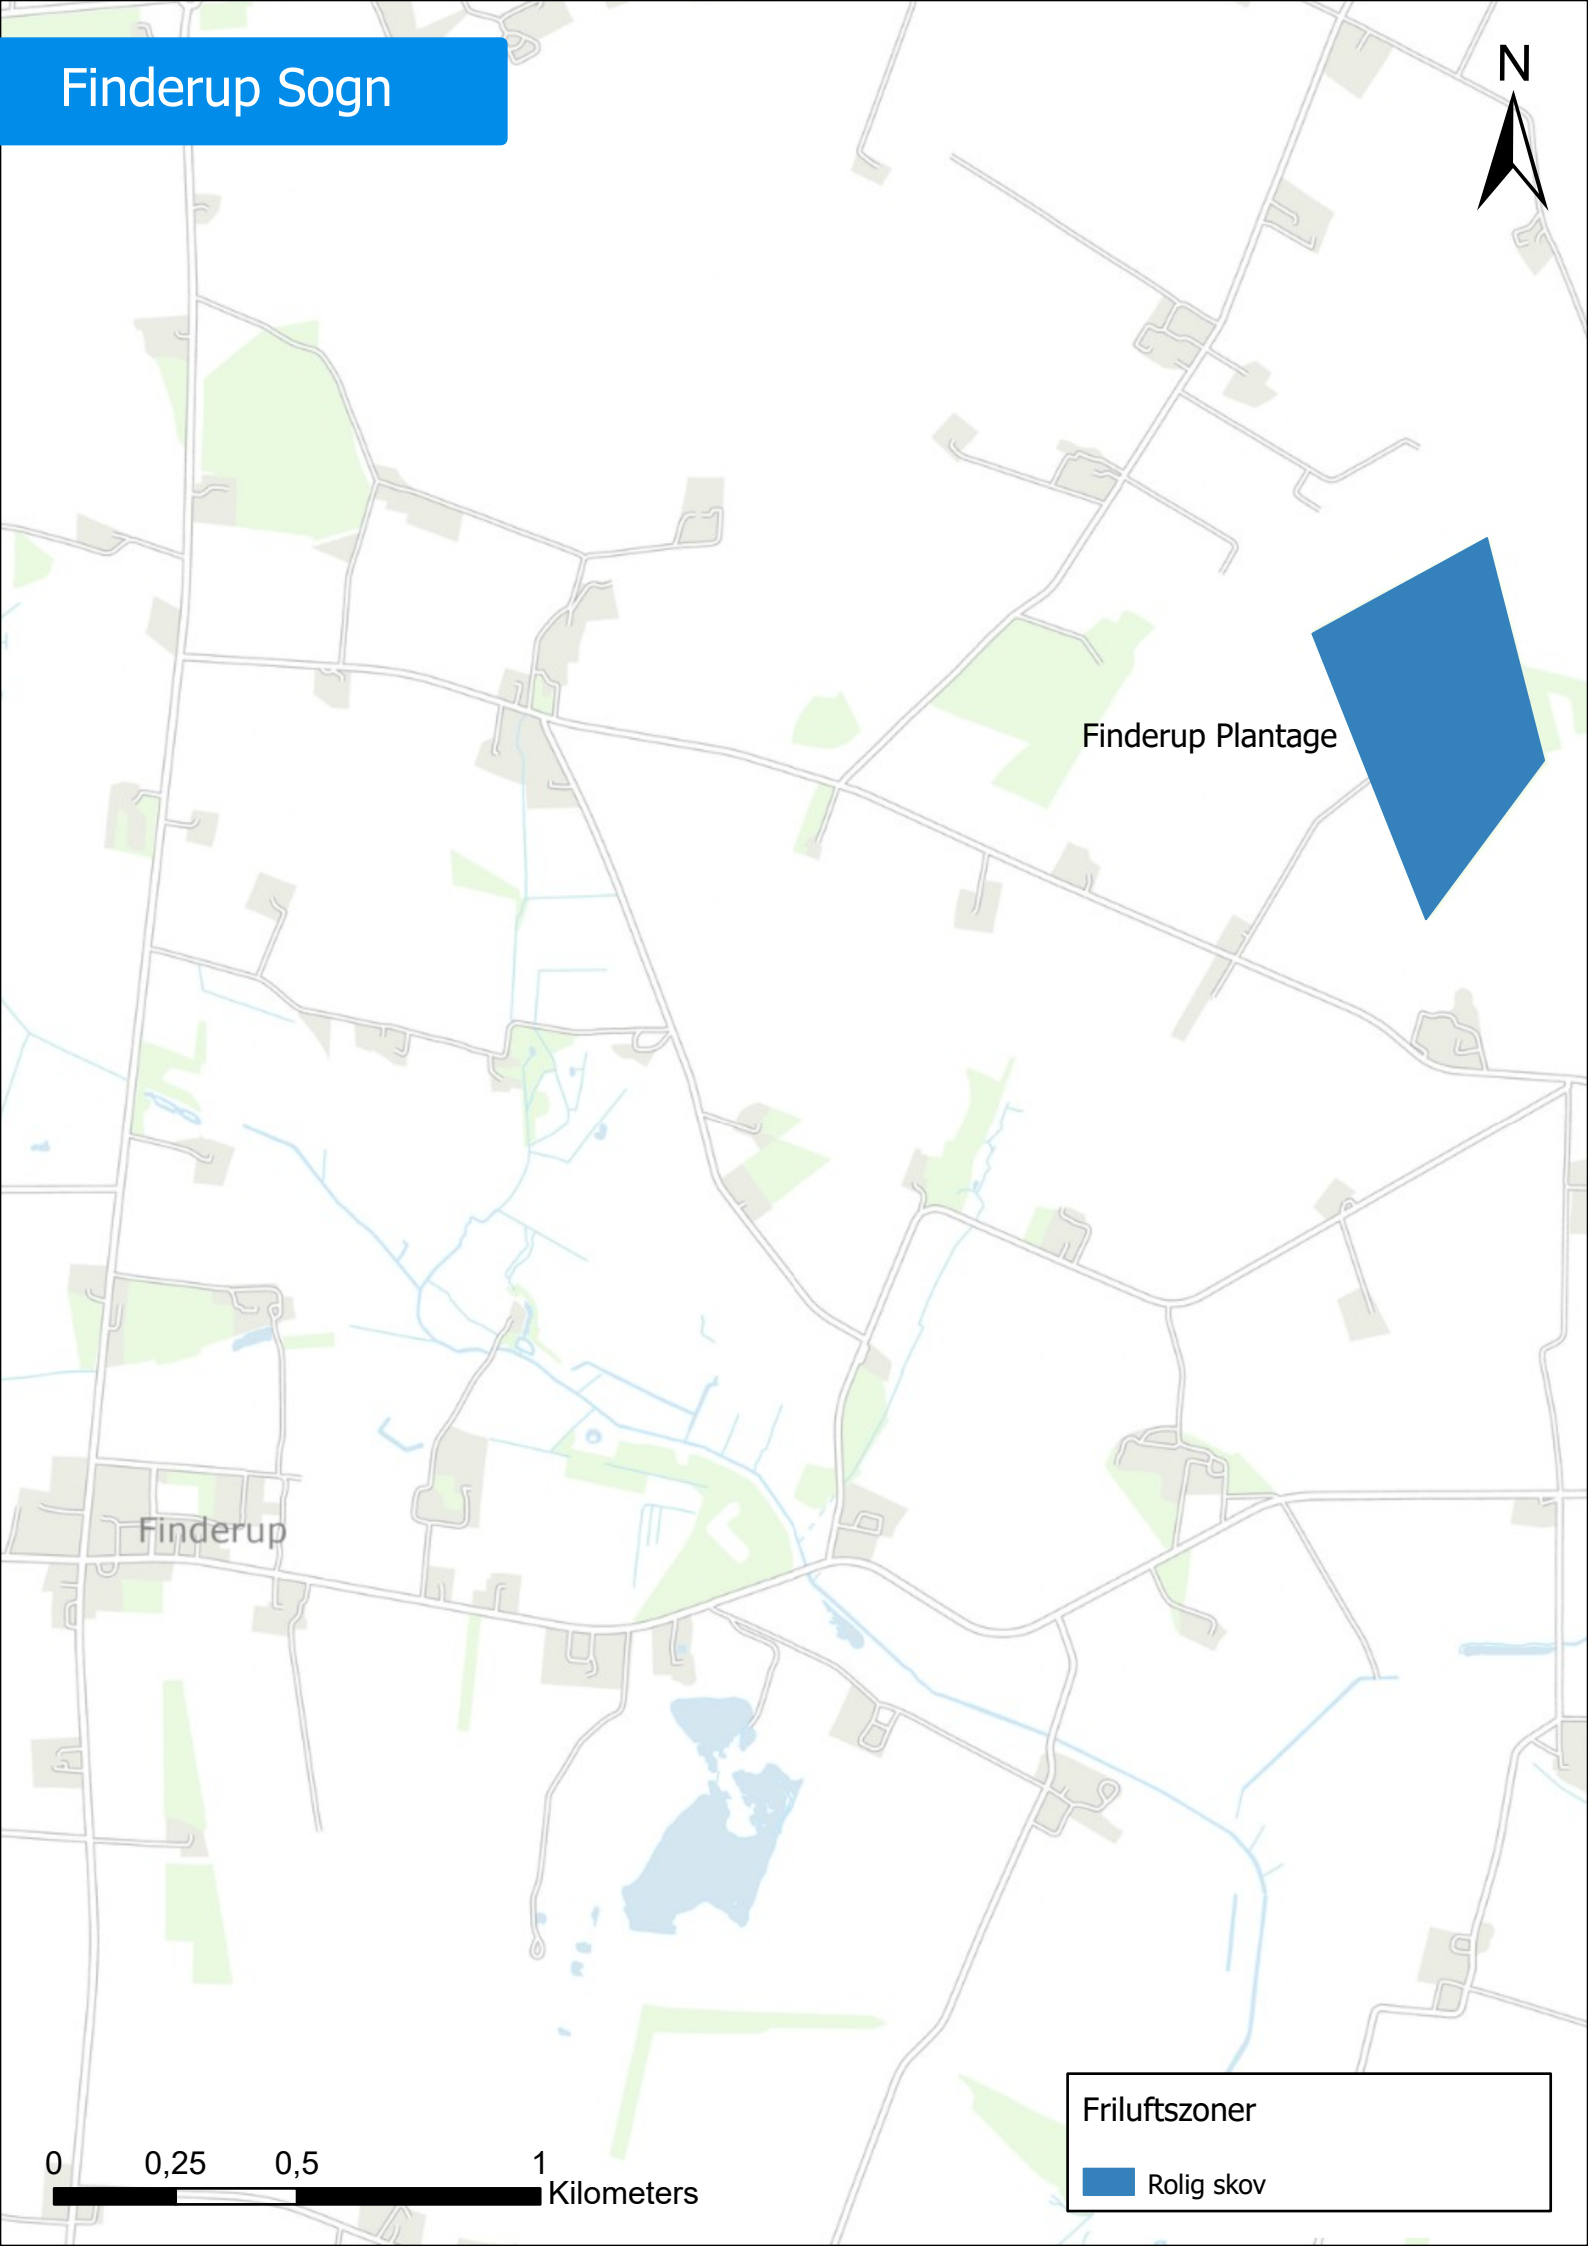 Finderup Sogn
N
Finderup Plantage
Finderup
Friluftszoner
Rolig skov
0 0,25 0,5 1
Kilometers